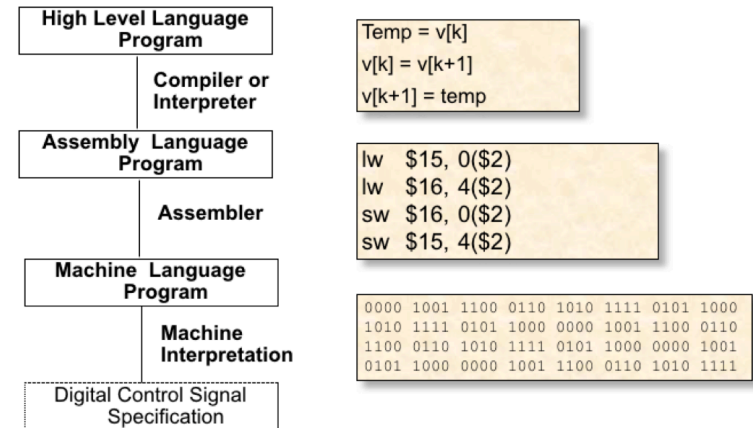 High Level Language
Program
Temp = v[k]
v[k] = v[k+1]
v[k+1] = temp
Compiler or
Interpreter
Assembly Language
Program
lw $15, 0($2)
lw $16, 4($2)
sw $16, 0($2)
sw $15, 4($2)
Assembler
Machine Language
Program
0000 1001 1100 0110 1010 1111 0101 1000
1010 1111 0101 1000 0000 1001 1100 0110
1100 0110 1010 1111 0101 1000 0000 1001
0101 1000 0000 1001 1100 0110 1010 1111
Machine
Interpretation
Digital Control Signal
Specification